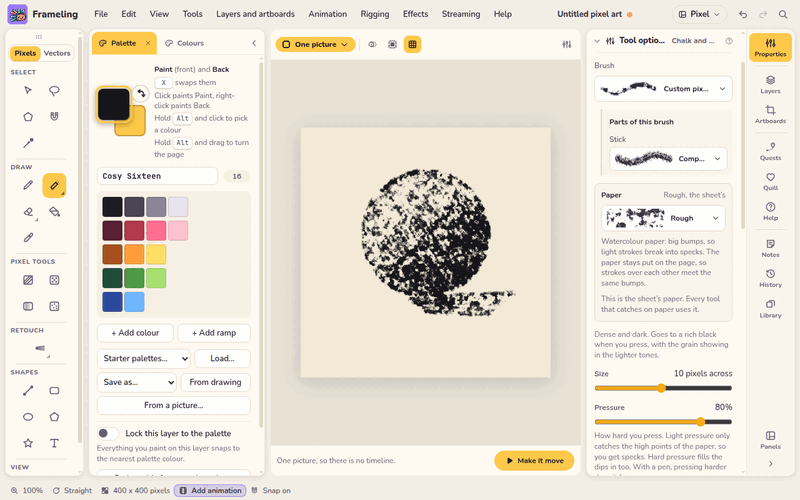 Frameling
File Edit View Tools Layers and artboards Animation Rigging Effects Streaming Help
Untitled pixel art
Pixel
Pixels Vectors
SELECT
DRAW
PIXEL TOOLS
RETOUCH
SHAPES
VIEW
Palette
Colours
Paint (front) and Back
X swaps them
Click paints Paint, right-
click paints Back
Hold Alt and click to pick
a colour
Hold Alt and drag to turn
the page
Cosy Sixteen 16
+ Add colour + Add ramp
Starter palettes... Load...
Save as... From drawing
From a picture...
Lock this layer to the palette
Everything you paint on this layer snaps to
the nearest palette colour.
One picture
One picture, so there is no timeline.
Make it move
Tool optio... Chalk and ...
Brush
Custom pix...
Parts of this brush
Stick
Comp...
Paper Rough, the sheet's
Rough
Watercolour paper: big bumps, so
light strokes break into specks. The
paper stays put on the page, so
strokes over each other meet the
same bumps.
This is the sheet's paper. Every tool
that catches on paper uses it.
Dense and dark. Goes to a rich black
when you press, with the grain showing
in the lighter tones.
Size 10 pixels across
Pressure 80%
How hard you press. Light pressure only
catches the high points of the paper, so
you get specks. Hard pressure fills the
dips in too. With a pen, pressing harder
Properties
Layers
Artboards
Quests
Quill
Help
Notes
History
Library
Panels
100% Straight 400 x 400 pixels Add animation Snap on